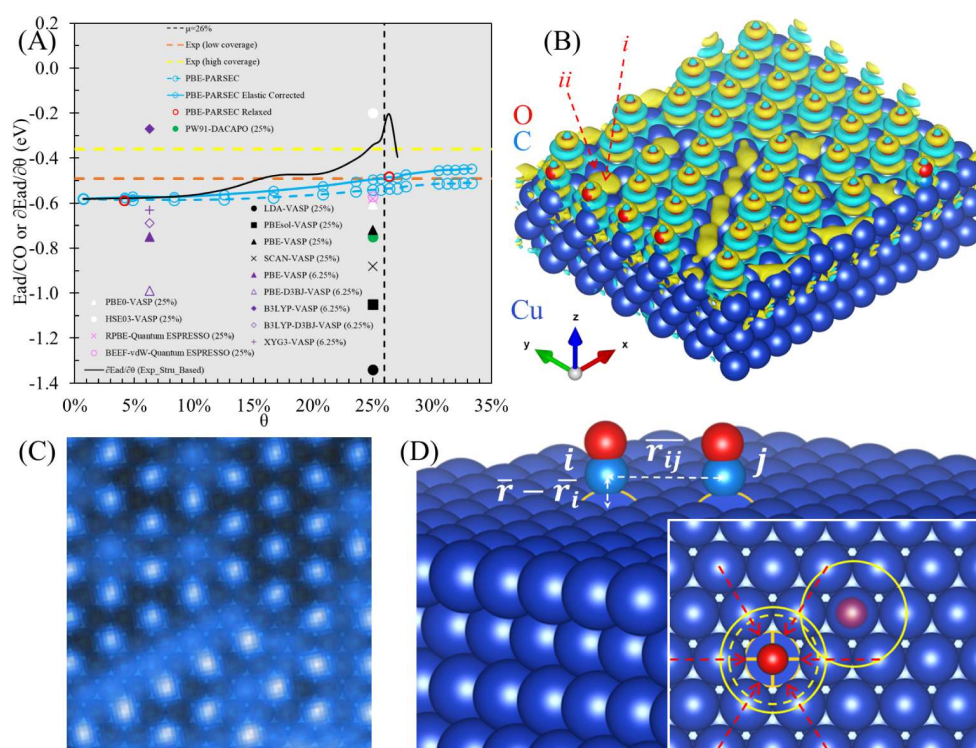 (A)
Ead/CO or ∂Ead/∂θ (eV)
0.2
0.0
-0.2
-0.4
-0.6
-0.8
-1.0
-1.2
-1.4
0%
5%
10%
15%
20%
25%
30%
35%
θ
μ≈26%
Exp (low coverage)
Exp (high coverage)
PBE-PARSEC
PBE-PARSEC Elastic Corrected
PBE-PARSEC Relaxed
PW91-DACAPO (25%)
LDA-VASP (25%)
PBEsol-VASP (25%)
PBE-VASP (25%)
SCAN-VASP (25%)
PBE-VASP (6.25%)
PBE-D3BJ-VASP (6.25%)
B3LYP-VASP (6.25%)
B3LYP-D3BJ-VASP (6.25%)
XYG3-VASP (6.25%)
PBE0-VASP (25%)
HSE03-VASP (25%)
RPBE-Quantum ESPRESSO (25%)
BEEF-vdW-Quantum ESPRESSO (25%)
∂Ead/∂θ (Exp_Stru_Based)
(B)
i
ii
O
C
Cu
z
y
x
(C)
(D)
i
r̅ᵢⱼ
j
r̅ − r̅ᵢ